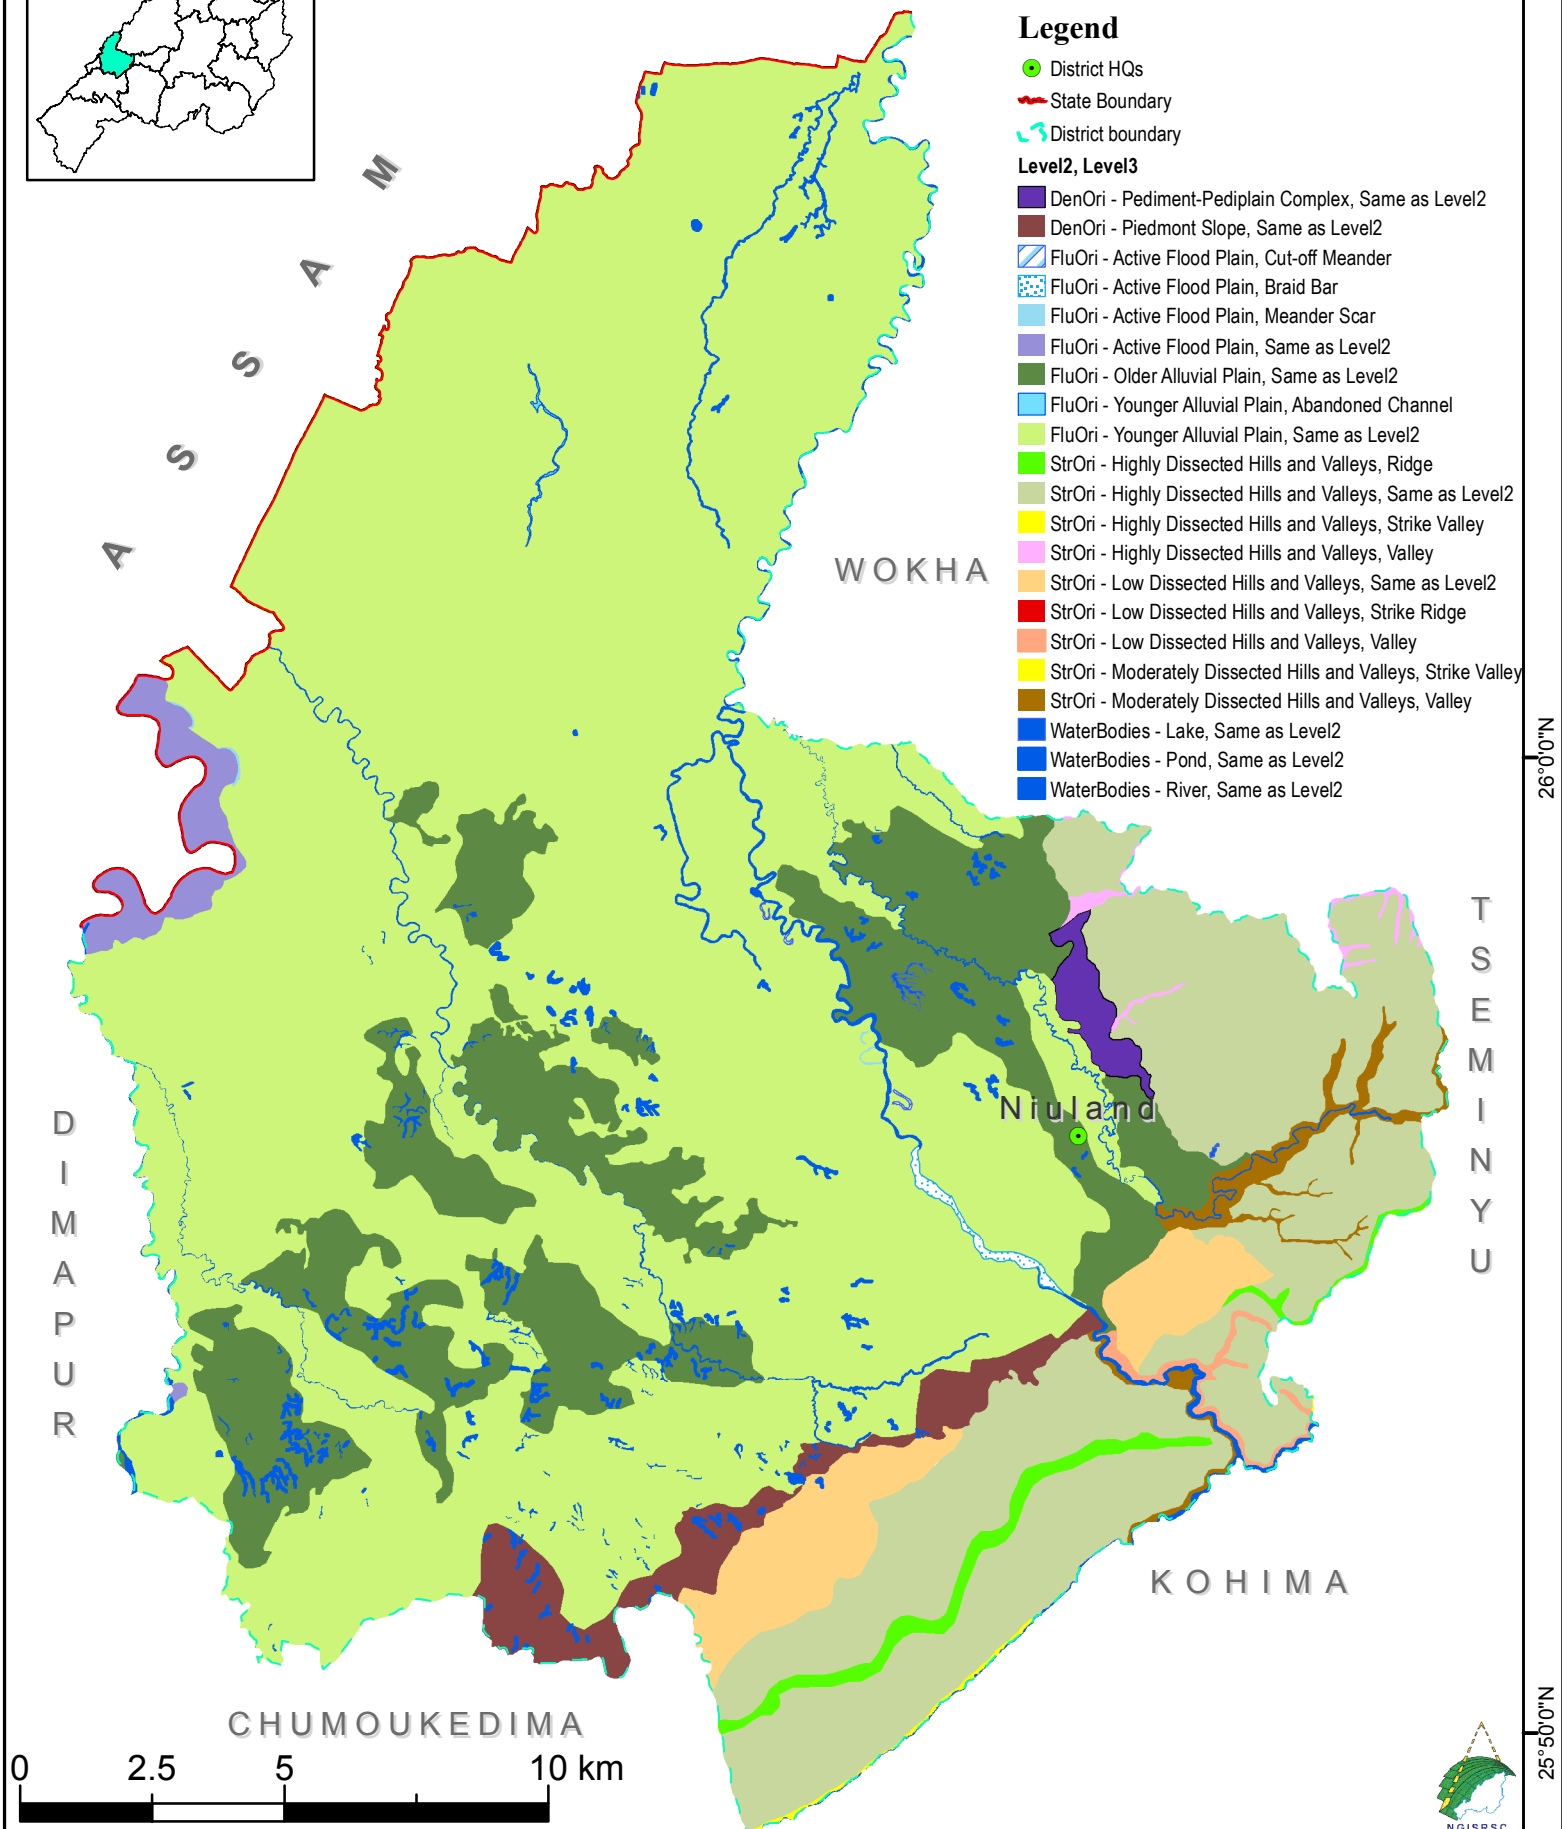 Legend
District HQs
State Boundary
District boundary
Level2, Level3
DenOri - Pediment-Pediplain Complex, Same as Level2
DenOri - Piedmont Slope, Same as Level2
FluOri - Active Flood Plain, Cut-off Meander
FluOri - Active Flood Plain, Braid Bar
FluOri - Active Flood Plain, Meander Scar
FluOri - Active Flood Plain, Same as Level2
FluOri - Older Alluvial Plain, Same as Level2
FluOri - Younger Alluvial Plain, Abandoned Channel
FluOri - Younger Alluvial Plain, Same as Level2
StrOri - Highly Dissected Hills and Valleys, Ridge
StrOri - Highly Dissected Hills and Valleys, Same as Level2
StrOri - Highly Dissected Hills and Valleys, Strike Valley
StrOri - Highly Dissected Hills and Valleys, Valley
StrOri - Low Dissected Hills and Valleys, Same as Level2
StrOri - Low Dissected Hills and Valleys, Strike Ridge
StrOri - Low Dissected Hills and Valleys, Valley
StrOri - Moderately Dissected Hills and Valleys, Strike Valley
StrOri - Moderately Dissected Hills and Valleys, Valley
WaterBodies - Lake, Same as Level2
WaterBodies - Pond, Same as Level2
WaterBodies - River, Same as Level2
ASSAM
WOKHA
26°0'0"N
TSEMINYU
Niuland
DIMAPUR
KOHIMA
25°50'0"N
CHUMOUKEDIMA
0 2.5 5 10 km
NGISRSC